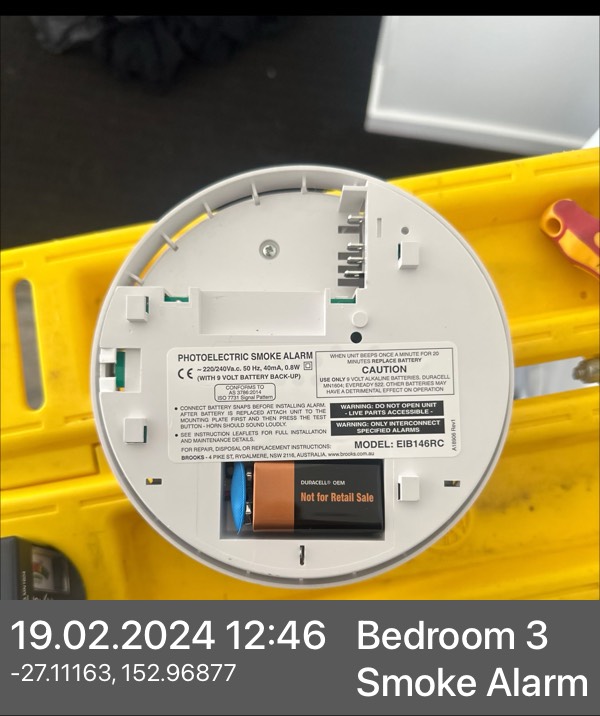 PHOTOELECTRIC SMOKE ALARM
CE ~ 220/240Va.c. 50 Hz, 40mA, 0.8W
(WITH 9 VOLT BATTERY BACK-UP)
CONFORMS TO
AS 3786:2014
ISO 7731 Signal Pattern
• CONNECT BATTERY SNAPS BEFORE INSTALLING ALARM.
AFTER BATTERY IS REPLACED ATTACH UNIT TO THE
MOUNTING PLATE FIRST AND THEN PRESS THE TEST
BUTTON - HORN SHOULD SOUND LOUDLY.
• SEE INSTRUCTION LEAFLETS FOR FULL INSTALLATION
AND MAINTENANCE DETAILS.
FOR REPAIR, DISPOSAL OR REPLACEMENT INSTRUCTIONS:
BROOKS - 4 PIKE ST, RYDALMERE, NSW 2116, AUSTRALIA. www.brooks.com.au
WHEN UNIT BEEPS ONCE A MINUTE FOR 20
MINUTES REPLACE BATTERY
CAUTION
USE ONLY 9 VOLT ALKALINE BATTERIES, DURACELL
MN1604; EVEREADY 522. OTHER BATTERIES MAY
HAVE A DETRIMENTAL EFFECT ON OPERATION.
WARNING: DO NOT OPEN UNIT
- LIVE PARTS ACCESSIBLE -
WARNING: ONLY INTERCONNECT
SPECIFIED ALARMS
MODEL: EIB146RC
DURACELL® OEM
Not for Retail Sale
19.02.2024 12:46
-27.11163, 152.96877
Bedroom 3
Smoke Alarm